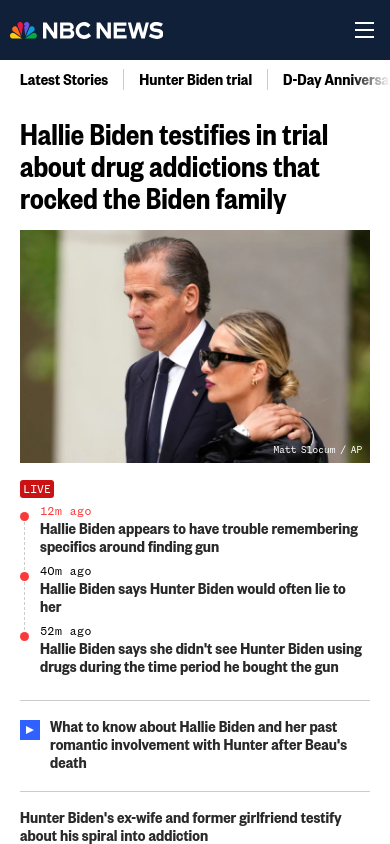 NBC NEWS
Latest Stories
Hunter Biden trial
D-Day Anniversa
Hallie Biden testifies in trial
about drug addictions that
rocked the Biden family
Matt Slocum / AP
LIVE
12m ago
Hallie Biden appears to have trouble remembering
specifics around finding gun
40m ago
Hallie Biden says Hunter Biden would often lie to
her
52m ago
Hallie Biden says she didn't see Hunter Biden using
drugs during the time period he bought the gun
What to know about Hallie Biden and her past
romantic involvement with Hunter after Beau's
death
Hunter Biden's ex-wife and former girlfriend testify
about his spiral into addiction